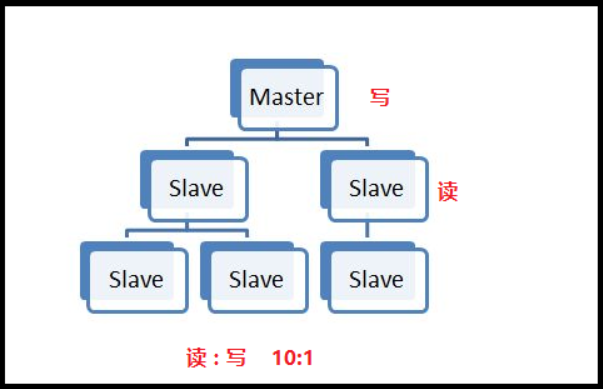 Master 写
Slave Slave 读
Slave Slave Slave
读 : 写 10:1